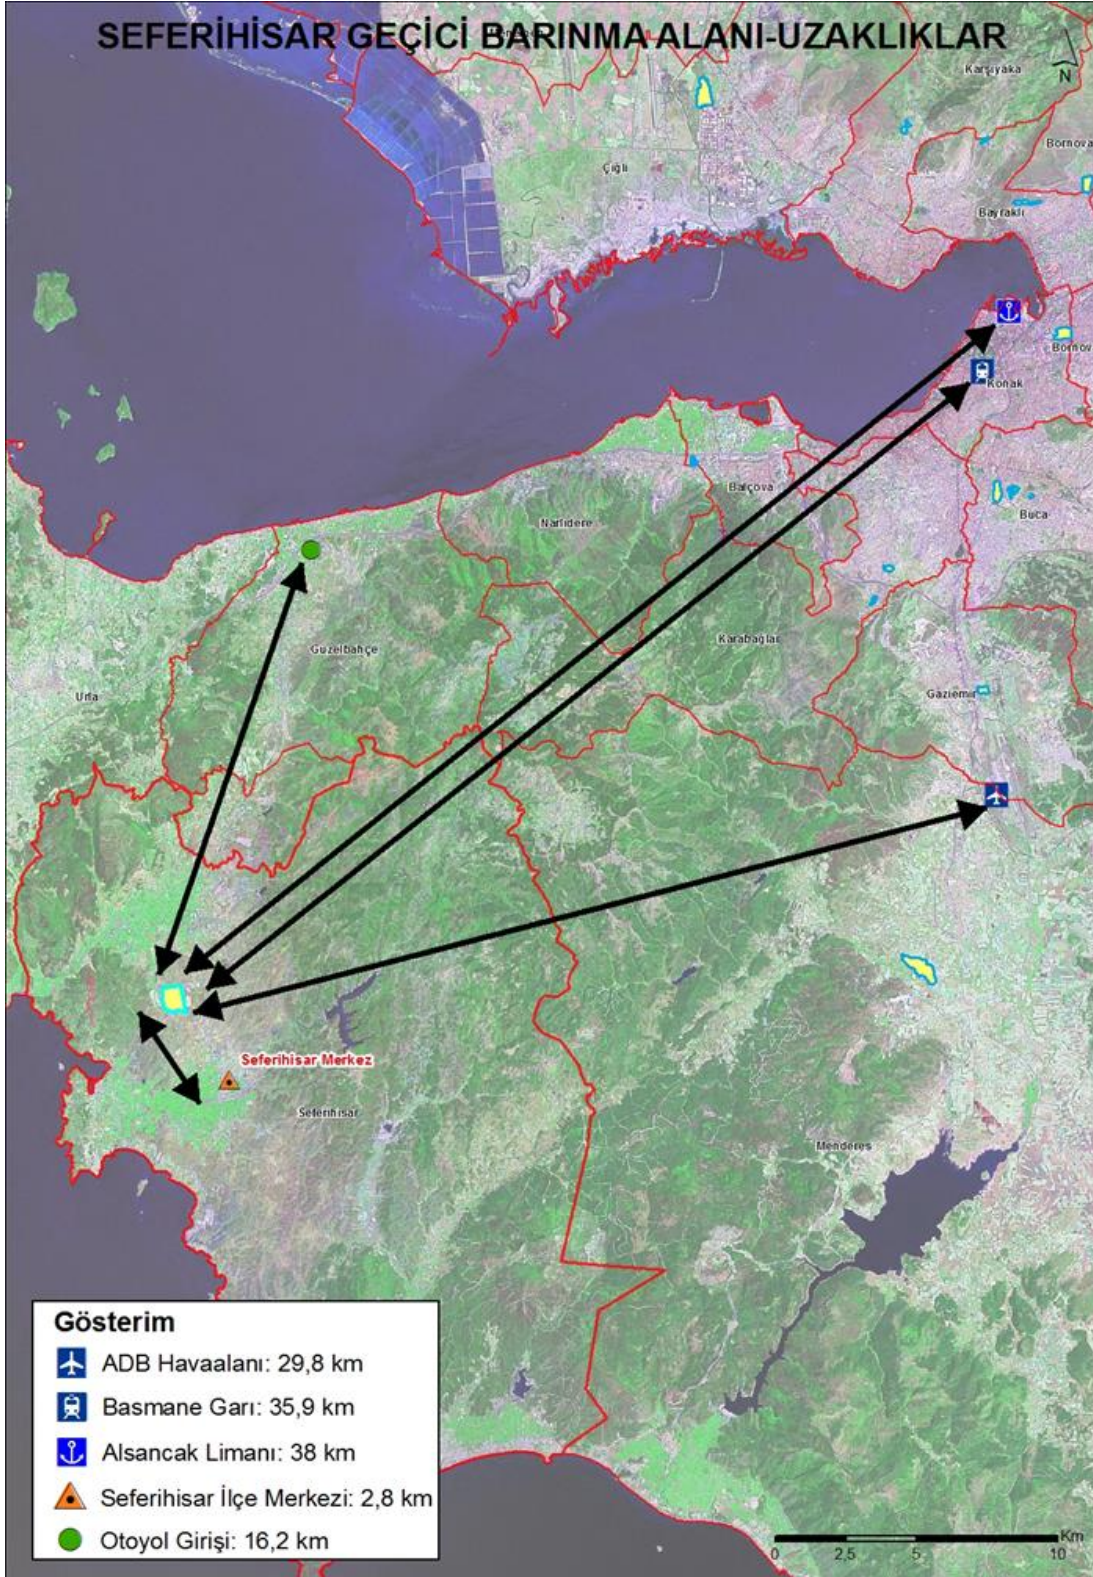 SEFERİHİSAR GEÇİCİ BARINMA ALANI-UZAKLIKLAR
Karşıyaka
N
Bornova
Çiğli
Bayraklı
Bornov
Konak
Balçova
Buca
Narlıdere
Karabağlar
Güzelbahçe
Urla
Gaziemir
Seferihisar Merkez
Seferihisar
Menderes
Gösterim
ADB Havaalanı: 29,8 km
Basmane Garı: 35,9 km
Alsancak Limanı: 38 km
Seferihisar İlçe Merkezi: 2,8 km
Otoyol Girişi: 16,2 km
Km
0 2,5 5 10